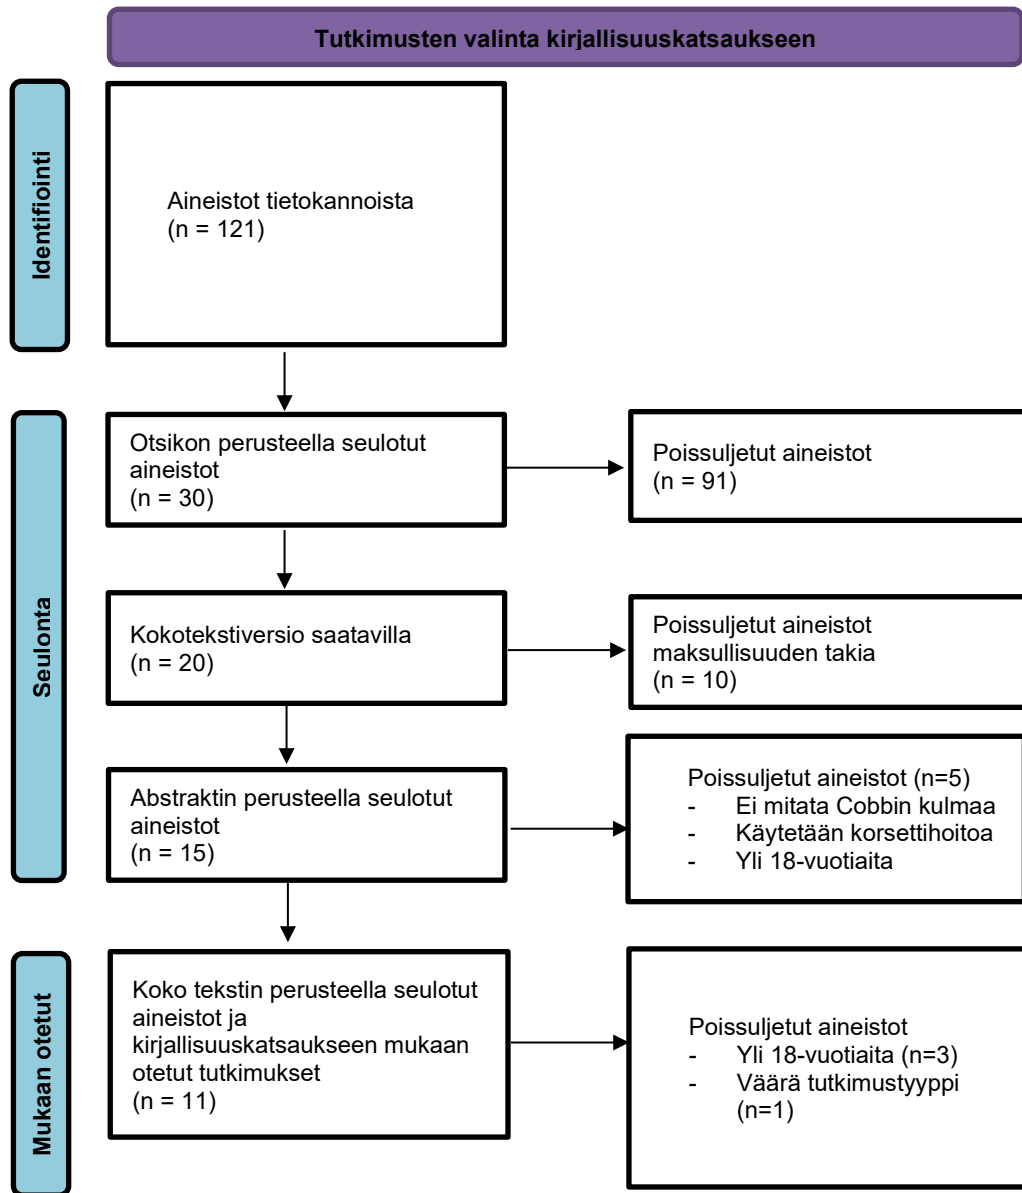 Tutkimusten valinta kirjallisuuskatsaukseen
Identifiointi
Aineistot tietokannoista
(n = 121)
Seulonta
Otsikon perusteella seulotut
aineistot
(n = 30)
Poissuljetut aineistot
(n = 91)
Kokotekstiversio saatavilla
(n = 20)
Poissuljetut aineistot
maksullisuuden takia
(n = 10)
Abstraktin perusteella seulotut
aineistot
(n = 15)
Poissuljetut aineistot (n=5)
- Ei mitata Cobbin kulmaa
- Käytetään korsettihoitoa
- Yli 18-vuotiaita
Mukaan otetut
Koko tekstin perusteella seulotut
aineistot ja
kirjallisuuskatsaukseen mukaan
otetut tutkimukset
(n = 11)
Poissuljetut aineistot
- Yli 18-vuotiaita (n=3)
- Väärä tutkimustyyppi
(n=1)